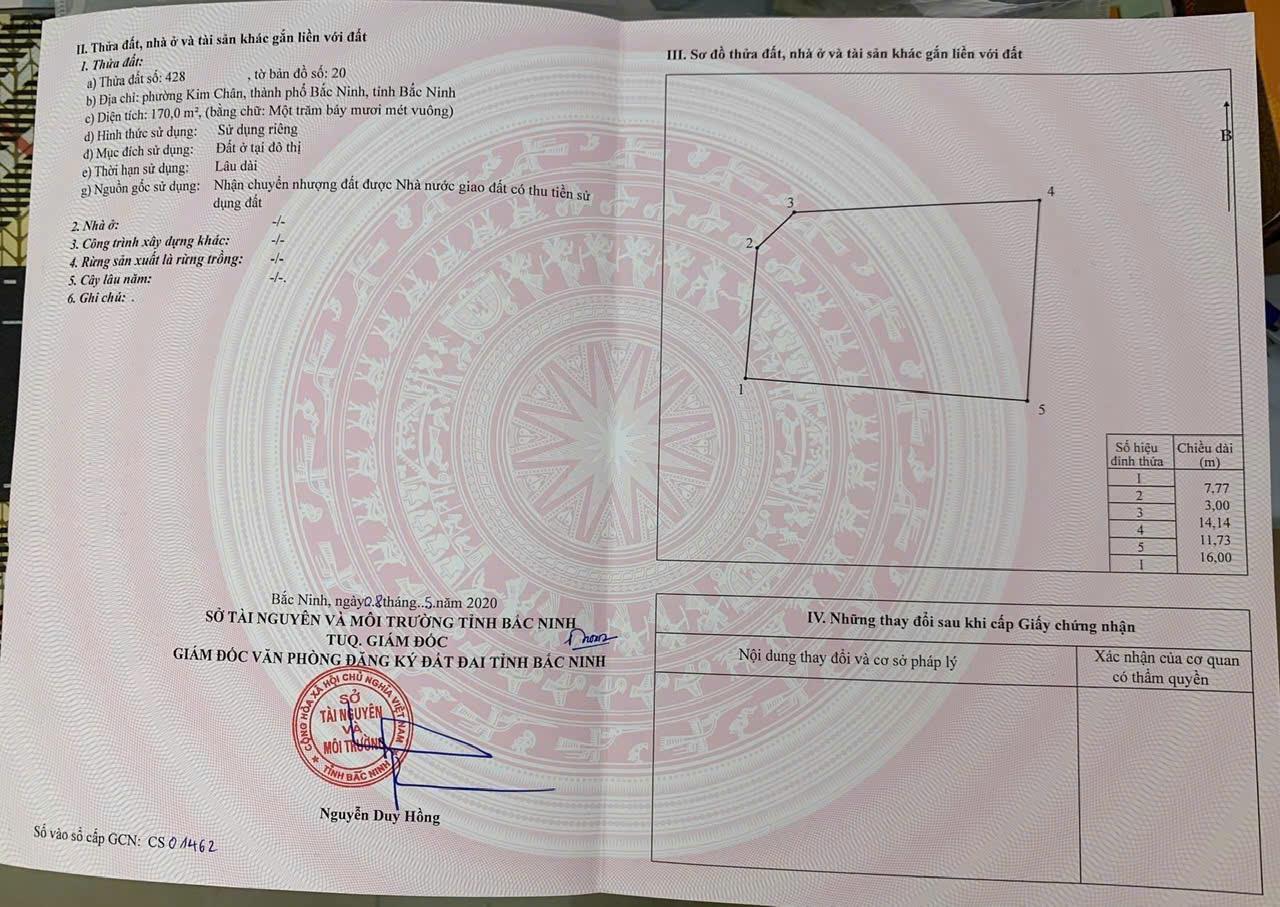 II. Thửa đất, nhà ở và tài sản khác gắn liền với đất
1. Thửa đất:
a) Thửa đất số: 428 , tờ bản đồ số: 20
b) Địa chỉ: phường Kim Chân, thành phố Bắc Ninh, tỉnh Bắc Ninh
c) Diện tích: 170,0 m², (bằng chữ: Một trăm bảy mươi mét vuông)
d) Hình thức sử dụng: Sử dụng riêng
đ) Mục đích sử dụng: Đất ở tại đô thị
e) Thời hạn sử dụng: Lâu dài
g) Nguồn gốc sử dụng: Nhận chuyển nhượng đất được Nhà nước giao đất có thu tiền sử
dụng đất
2. Nhà ở: -/-
3. Công trình xây dựng khác: -/-
4. Rừng sản xuất là rừng trồng: -/-
5. Cây lâu năm: -/-.
6. Ghi chú: .
Bắc Ninh, ngày 08 tháng 5 năm 2020
SỞ TÀI NGUYÊN VÀ MÔI TRƯỜNG TỈNH BẮC NINH
TUQ. GIÁM ĐỐC
GIÁM ĐỐC VĂN PHÒNG ĐĂNG KÝ ĐẤT ĐAI TỈNH BẮC NINH
CỘNG HÒA XÃ HỘI CHỦ NGHĨA VIỆT NAM
SỞ
TÀI NGUYÊN
VÀ
MÔI TRƯỜNG
TỈNH BẮC NINH
Nguyễn Duy Hồng
Số vào sổ cấp GCN: CS 01462
III. Sơ đồ thửa đất, nhà ở và tài sản khác gắn liền với đất
B
4
3
2
1
5
Số hiệu đỉnh thửa Chiều dài (m)
1
7,77
2
3,00
3
14,14
4
11,73
5
16,00
1
IV. Những thay đổi sau khi cấp Giấy chứng nhận
Nội dung thay đổi và cơ sở pháp lý
Xác nhận của cơ quan
có thẩm quyền